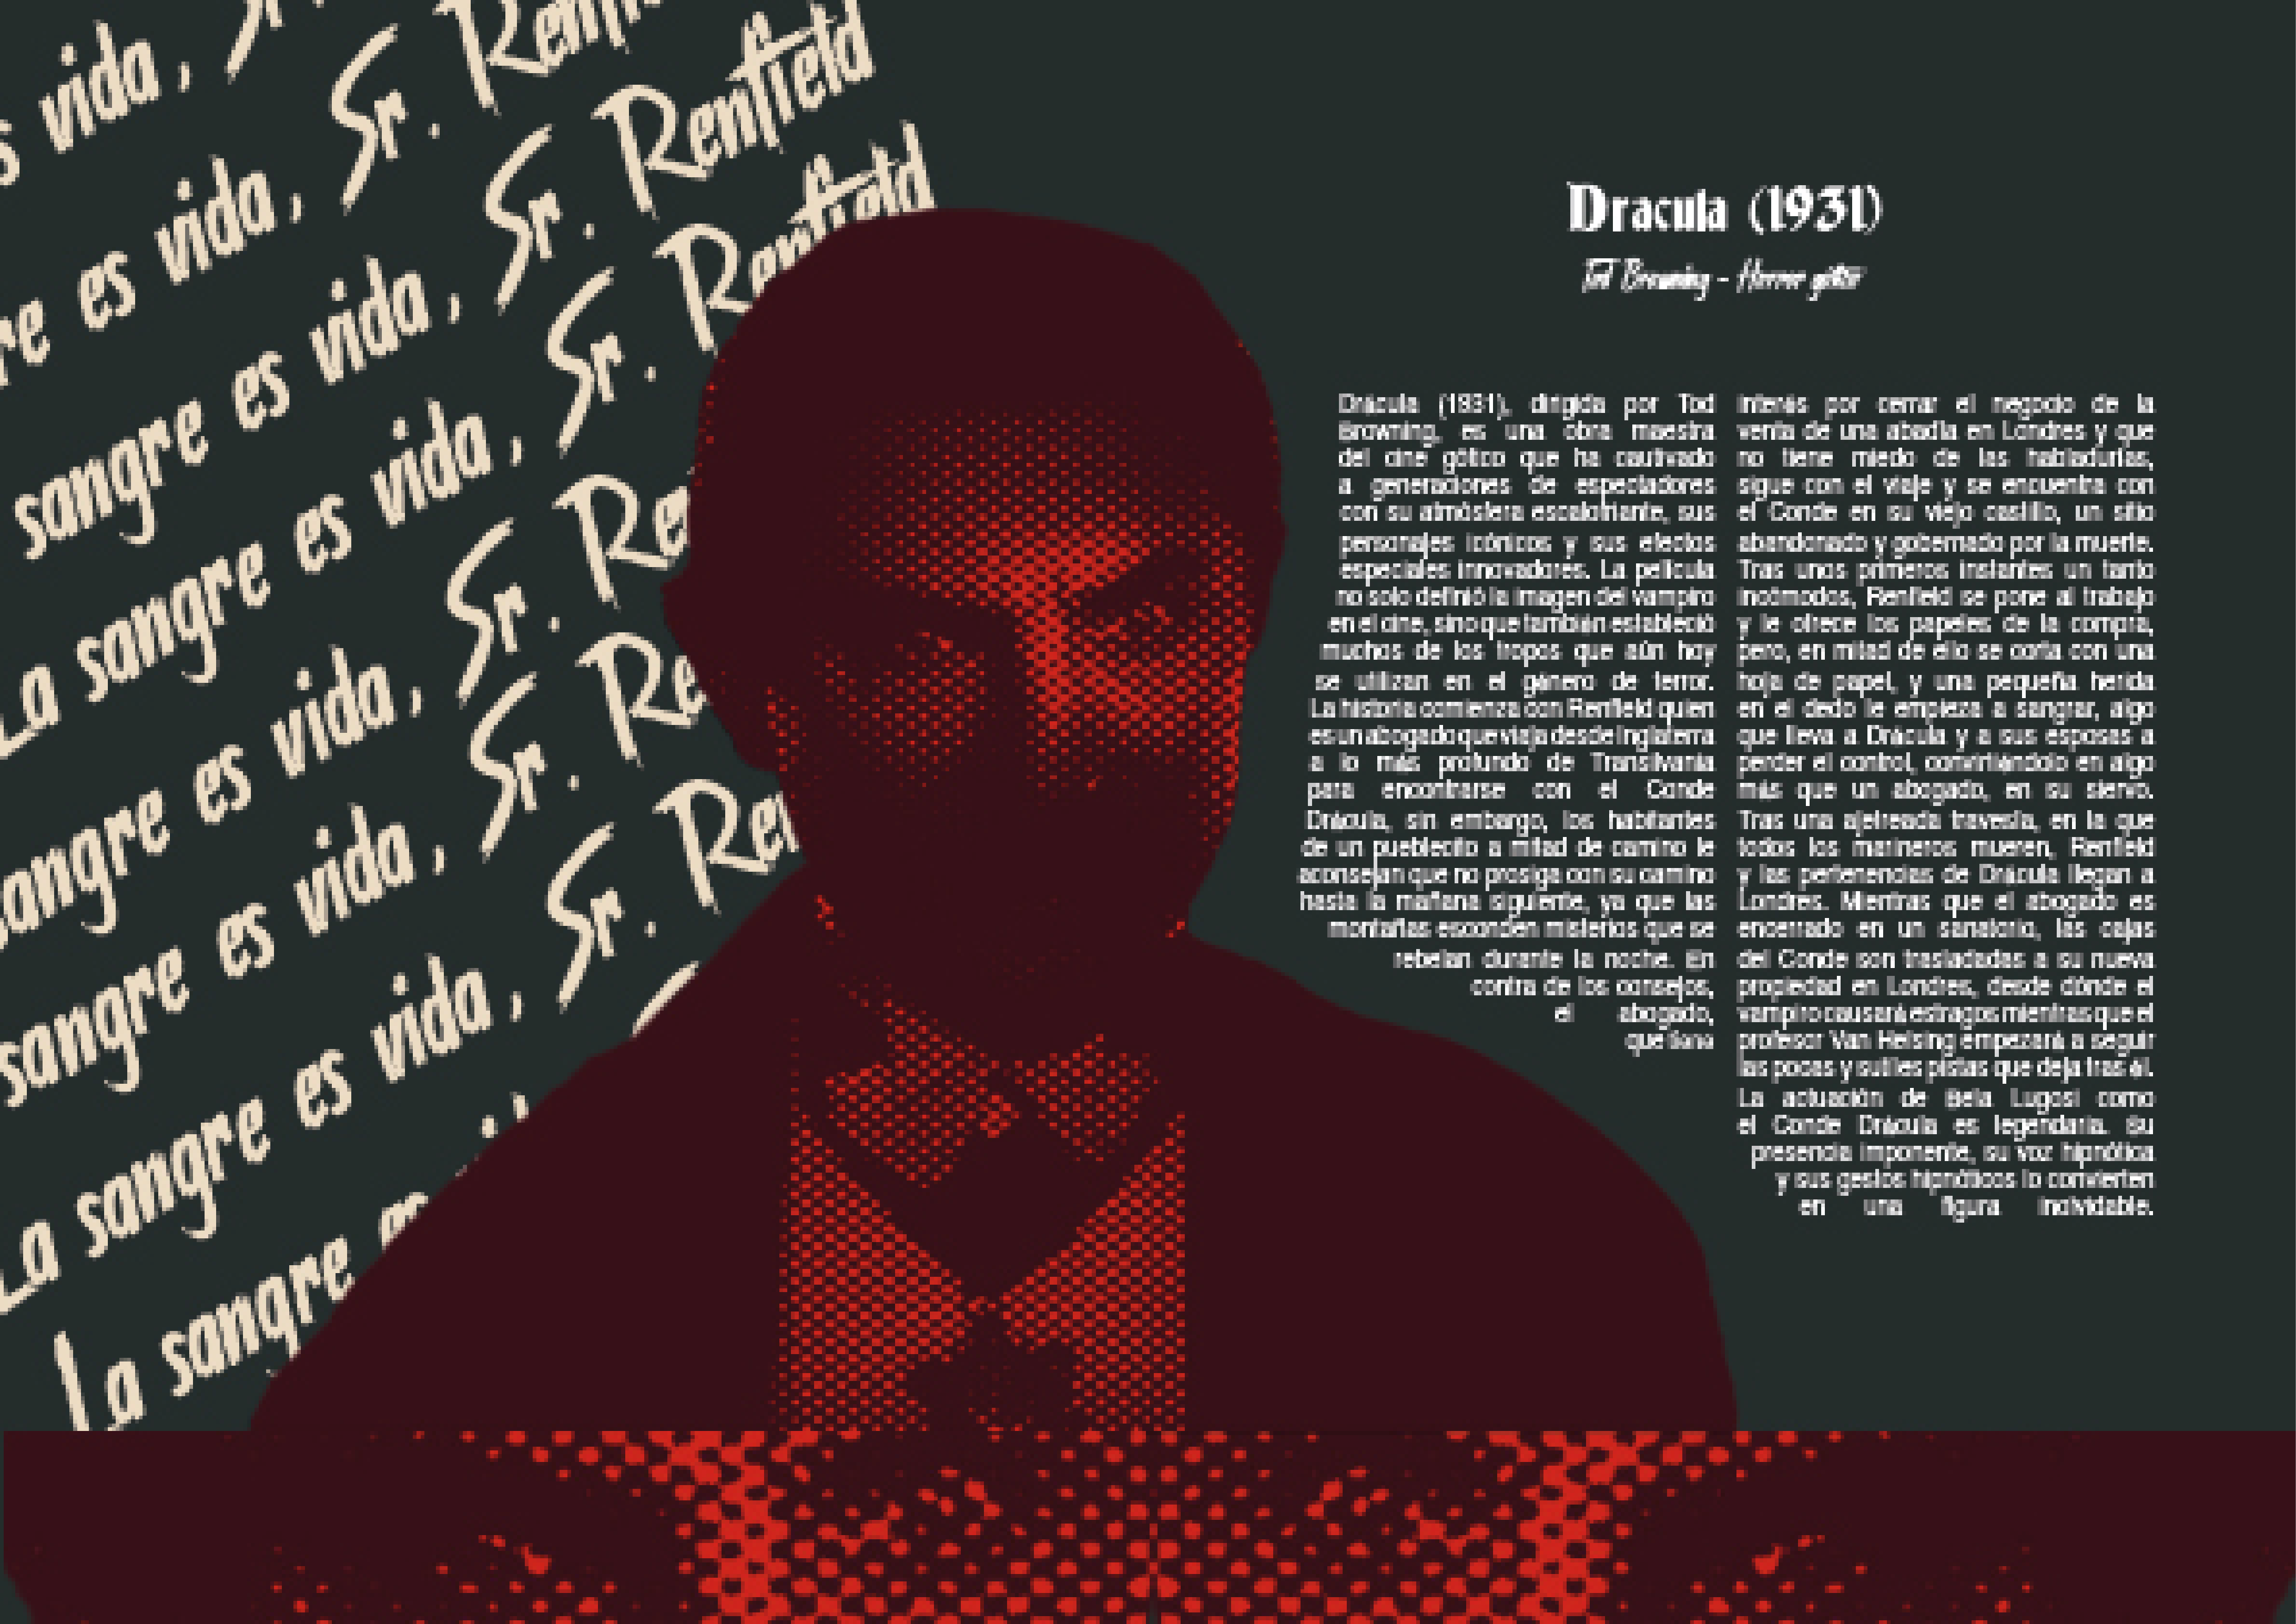 s vida, Sr.
re es vida, Sr. Renfi
sangre es vida, Sr. Renfield
La sangre es vida, Sr. Renfield
sangre es vida, Sr. Re
sangre es vida, Sr. Re
La sangre es vida, Sr. Ren
La sangre es vi
Dracula (1931)
Tod Browning - Horror gótico
Drácula (1931), dirigida por Tod
Browning, es una obra maestra
del cine gótico que ha cautivado
a generaciones de espectadores
con su atmósfera escalofriante, sus
personajes icónicos y sus efectos
especiales innovadores. La película
no solo definió la imagen del vampiro
en el cine, sino que también estableció
muchos de los tropos que aún hoy
se utilizan en el género de terror.
La historia comienza con Renfield quien
es un abogado que viaja desde Inglaterra
a lo más profundo de Transilvania
para encontrarse con el Conde
Drácula, sin embargo, los habitantes
de un pueblecito a mitad de camino le
aconsejan que no prosiga con su camino
hasta la mañana siguiente, ya que las
montañas esconden misterios que se
rebelan durante la noche. En
contra de los consejos,
el abogado,
que tiene
interés por cerrar el negocio de la
venta de una abadía en Londres y que
no tiene miedo de las habladurías,
sigue con el viaje y se encuentra con
el Conde en su viejo castillo, un sitio
abandonado y gobernado por la muerte.
Tras unos primeros instantes un tanto
incómodos, Renfield se pone al trabajo
y le ofrece los papeles de la compra,
pero, en mitad de ello se corta con una
hoja de papel, y una pequeña herida
en el dedo le empieza a sangrar, algo
que lleva a Drácula y a sus esposas a
perder el control, convirtiéndolo en algo
más que un abogado, en su siervo.
Tras una ajetreada travesía, en la que
todos los marineros mueren, Renfield
y las pertenencias de Drácula llegan a
Londres. Mientras que el abogado es
encerrado en un sanatorio, las cajas
del Conde son trasladadas a su nueva
propiedad en Londres, desde dónde el
vampiro causará estragos mientras que el
profesor Van Helsing empezará a seguir
las pocas y sutiles pistas que deja tras él.
La actuación de Bela Lugosi como
el Conde Drácula es legendaria. Su
presencia imponente, su voz hipnótica
y sus gestos hipnóticos lo convierten
en una figura inolvidable.